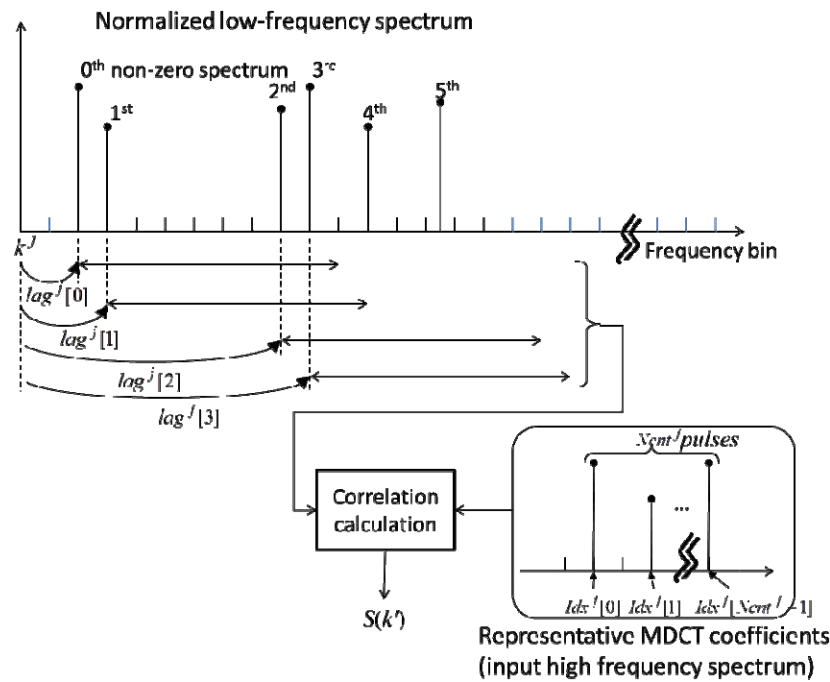 Normalized low-frequency spectrum
0th non-zero spectrum
3rc
2nd
1st
4th
5th
k^J
Frequency bin
lag^J[0]
lag^j[1]
lag^j[2]
lag^J[3]
Ncnt^J pulses
Correlation
calculation
...
S(k')
Idx^J[0] Idx^J[1] Idx^J[Ncnt^J-1]
Representative MDCT coefficients
(input high frequency spectrum)